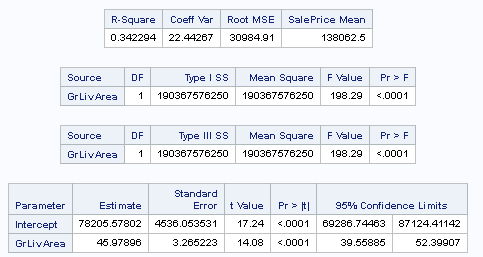 R-Square Coeff Var Root MSE SalePrice Mean
0.342294 22.44267 30984.91 138062.5
Source DF Type I SS Mean Square F Value Pr > F
GrLivArea 1 190367576250 190367576250 198.29 <.0001
Source DF Type III SS Mean Square F Value Pr > F
GrLivArea 1 190367576250 190367576250 198.29 <.0001
Parameter Estimate Standard Error t Value Pr > |t| 95% Confidence Limits
Intercept 78205.57802 4536.053531 17.24 <.0001 69286.74463 87124.41142
GrLivArea 45.97896 3.265223 14.08 <.0001 39.55885 52.39907